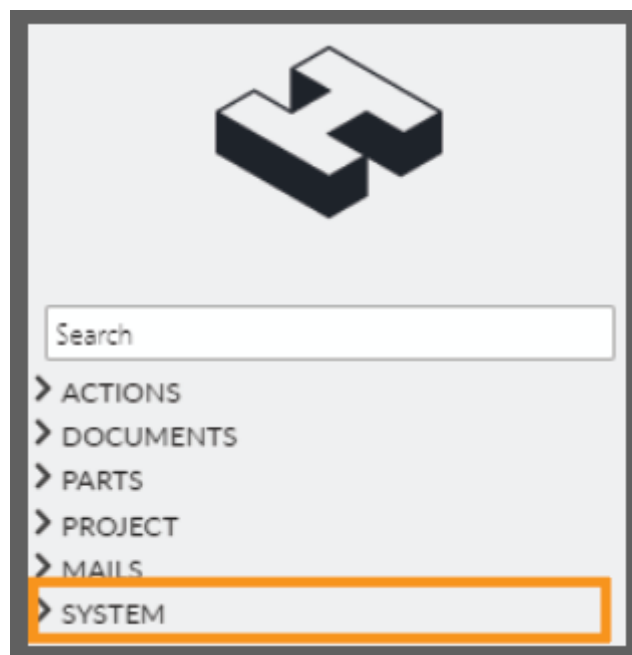 Search
ACTIONS
DOCUMENTS
PARTS
PROJECT
MAILS
SYSTEM